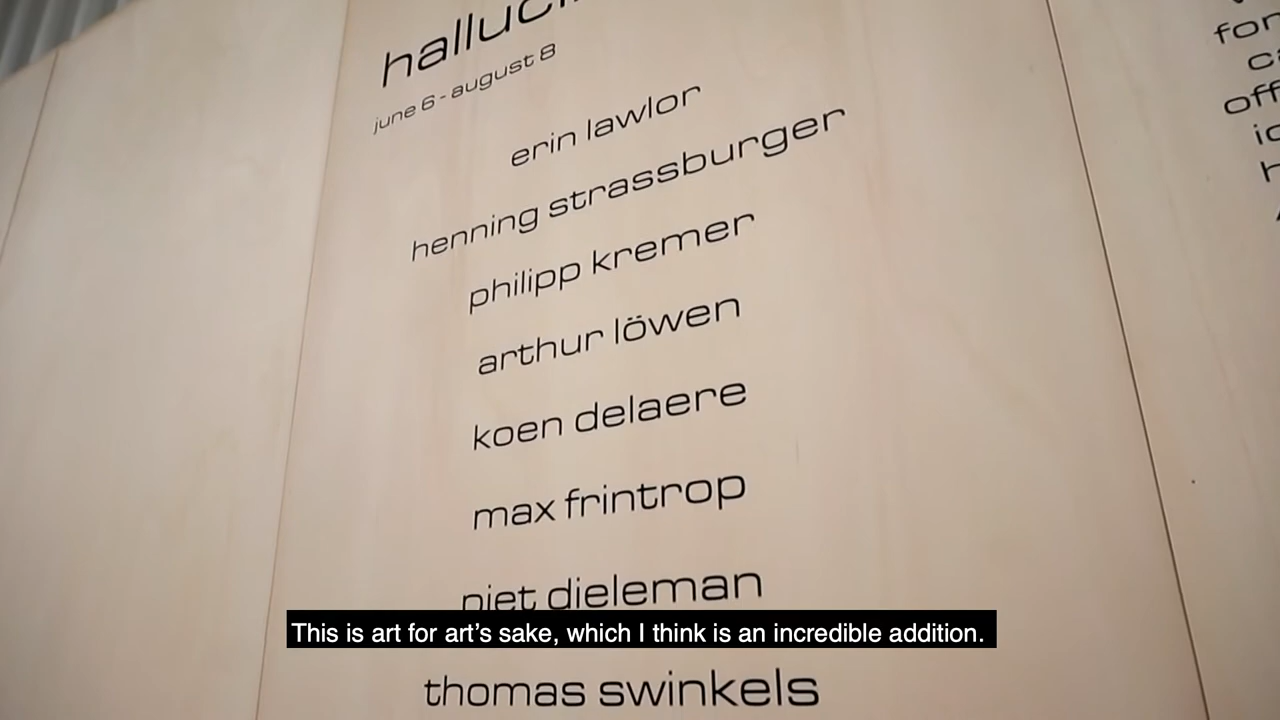 june 6 - august 8
erin lawlor
henning strassburger
philipp kremer
arthur löwen
koen delaere
max frintrop
piet dieleman
This is art for art's sake, which I think is an incredible addition.
thomas swinkels